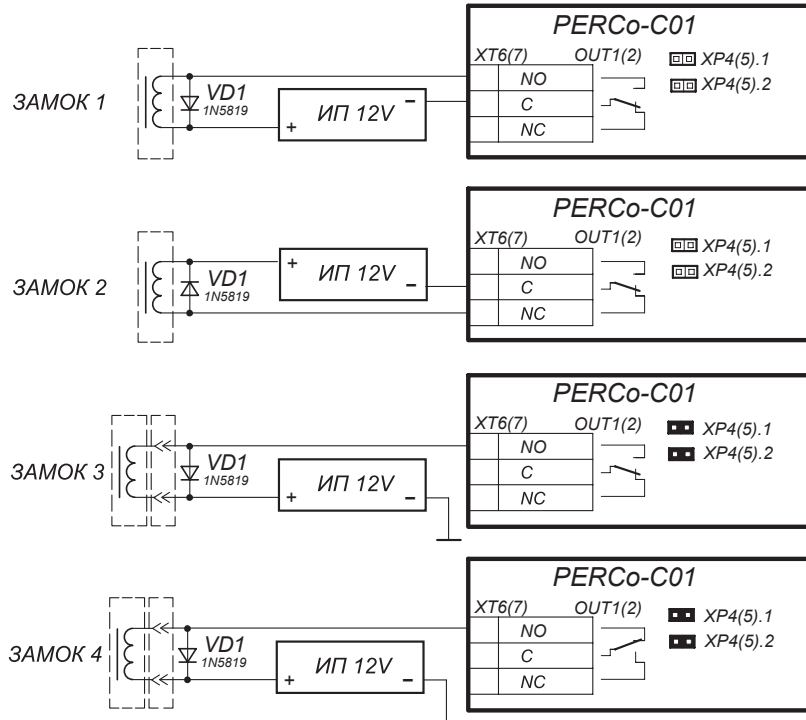 PERCo-C01
XT6(7) OUT1(2) XP4(5).1
NO XP4(5).2
ЗАМОК 1 VD1 ИП 12V − C
1N5819 +
NC
PERCo-C01
XT6(7) OUT1(2) XP4(5).1
+ ИП 12V NO XP4(5).2
ЗАМОК 2 VD1 − C
1N5819
NC
PERCo-C01
XT6(7) OUT1(2) XP4(5).1
NO XP4(5).2
ЗАМОК 3 VD1 C
1N5819 + ИП 12V −
NC
PERCo-C01
XT6(7) OUT1(2) XP4(5).1
NO XP4(5).2
ЗАМОК 4 VD1 C
1N5819 + ИП 12V −
NC